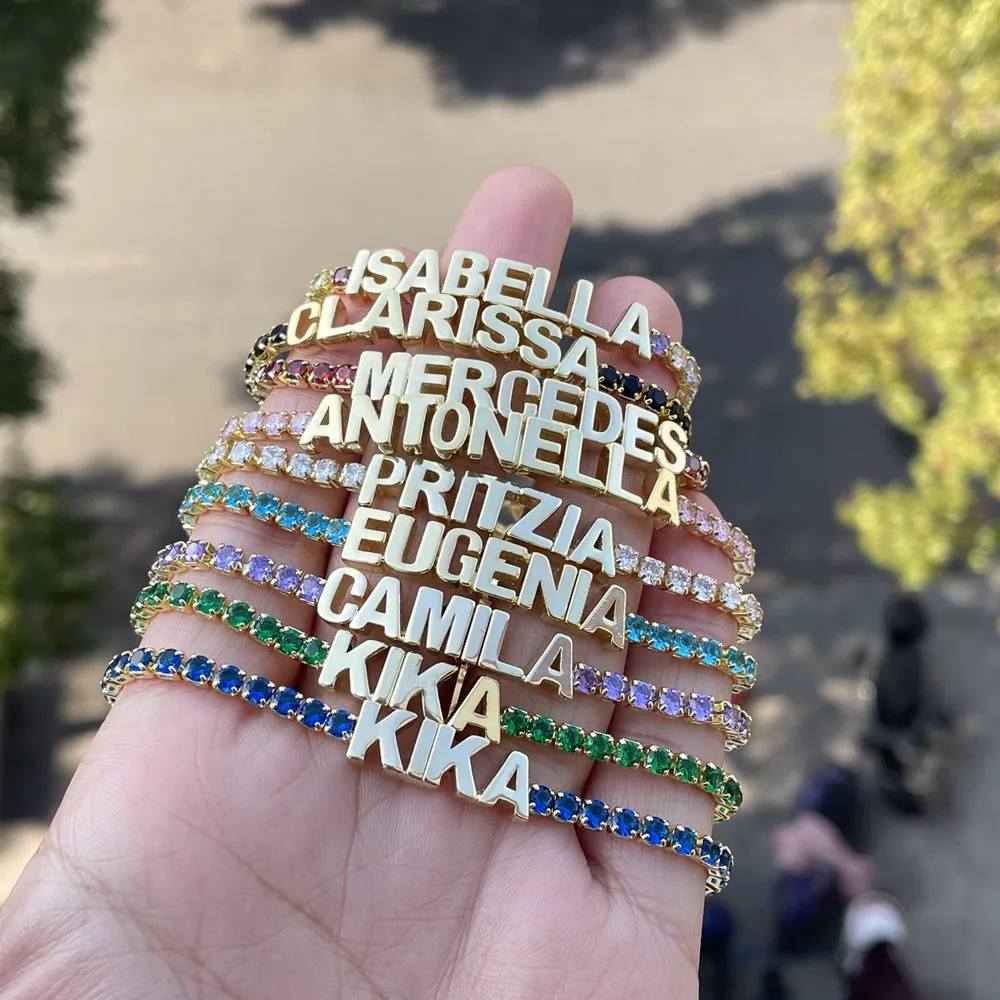 ISABELLA
CLARISSA
MERCEDES
ANTONELLA
PRITZIA
EUGENIA
CAMILA
KIKA
KIKA